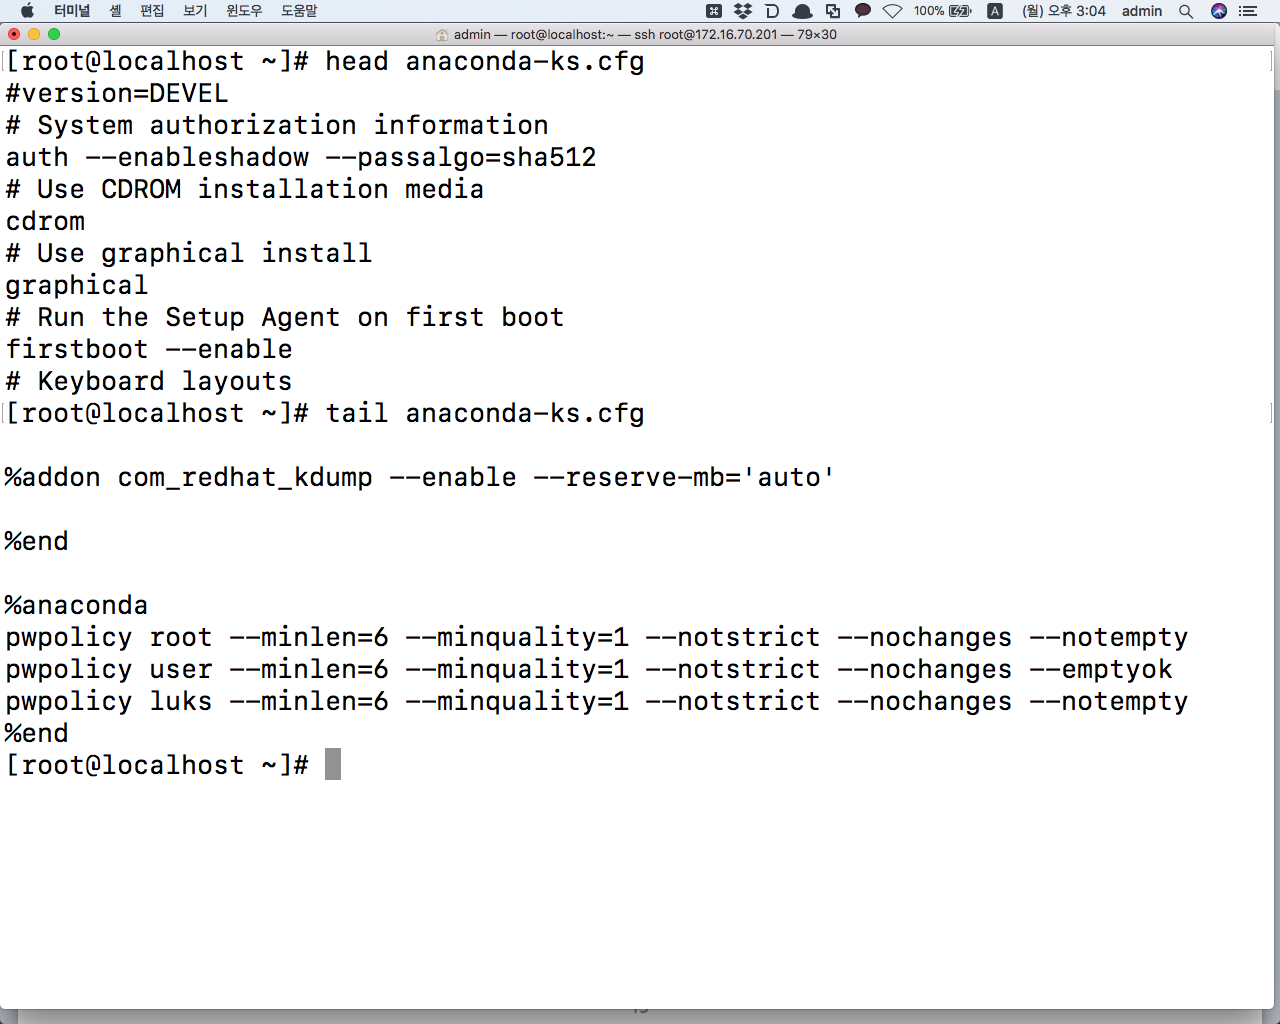 터미널 셸 편집 보기 윈도우 도움말 100% A (월) 오후 3:04 admin
admin — root@localhost:~ — ssh root@172.16.70.201 — 79×30
[root@localhost ~]# head anaconda-ks.cfg
#version=DEVEL
# System authorization information
auth --enableshadow --passalgo=sha512
# Use CDROM installation media
cdrom
# Use graphical install
graphical
# Run the Setup Agent on first boot
firstboot --enable
# Keyboard layouts
[root@localhost ~]# tail anaconda-ks.cfg
%addon com_redhat_kdump --enable --reserve-mb='auto'
%end
%anaconda
pwpolicy root --minlen=6 --minquality=1 --notstrict --nochanges --notempty
pwpolicy user --minlen=6 --minquality=1 --notstrict --nochanges --emptyok
pwpolicy luks --minlen=6 --minquality=1 --notstrict --nochanges --notempty
%end
[root@localhost ~]#